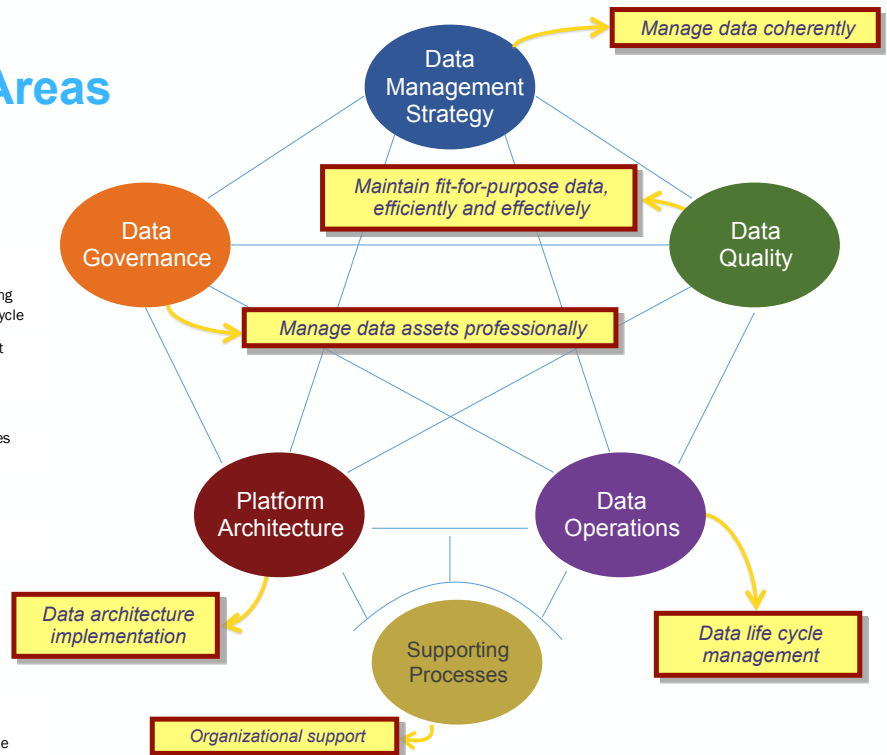 Manage data coherently
Data
Management
Strategy
Areas
Maintain fit-for-purpose data,
efficiently and effectively
Data
Governance
Data
Quality
Manage data assets professionally
Platform
Architecture
Data
Operations
Data architecture
implementation
Data life cycle
management
Supporting
Processes
Organizational support